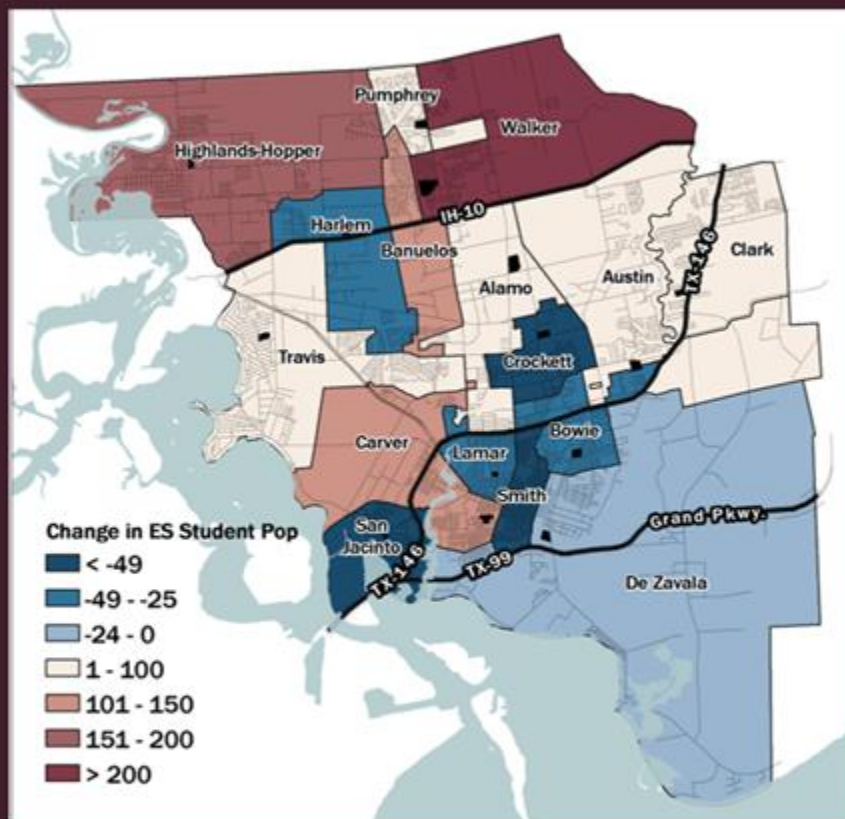 Pumphrey
Walker
Highlands-Hopper
Harlem
IH-10
Banuelos
Clark
TX-146
Alamo
Austin
Travis
Crockett
Carver
Lamar
Bowie
Smith
San
Jacinto
TX-146
TX-99
Grand Pkwy.
De Zavala
Change in ES Student Pop
< -49
-49 - -25
-24 - 0
1 - 100
101 - 150
151 - 200
> 200